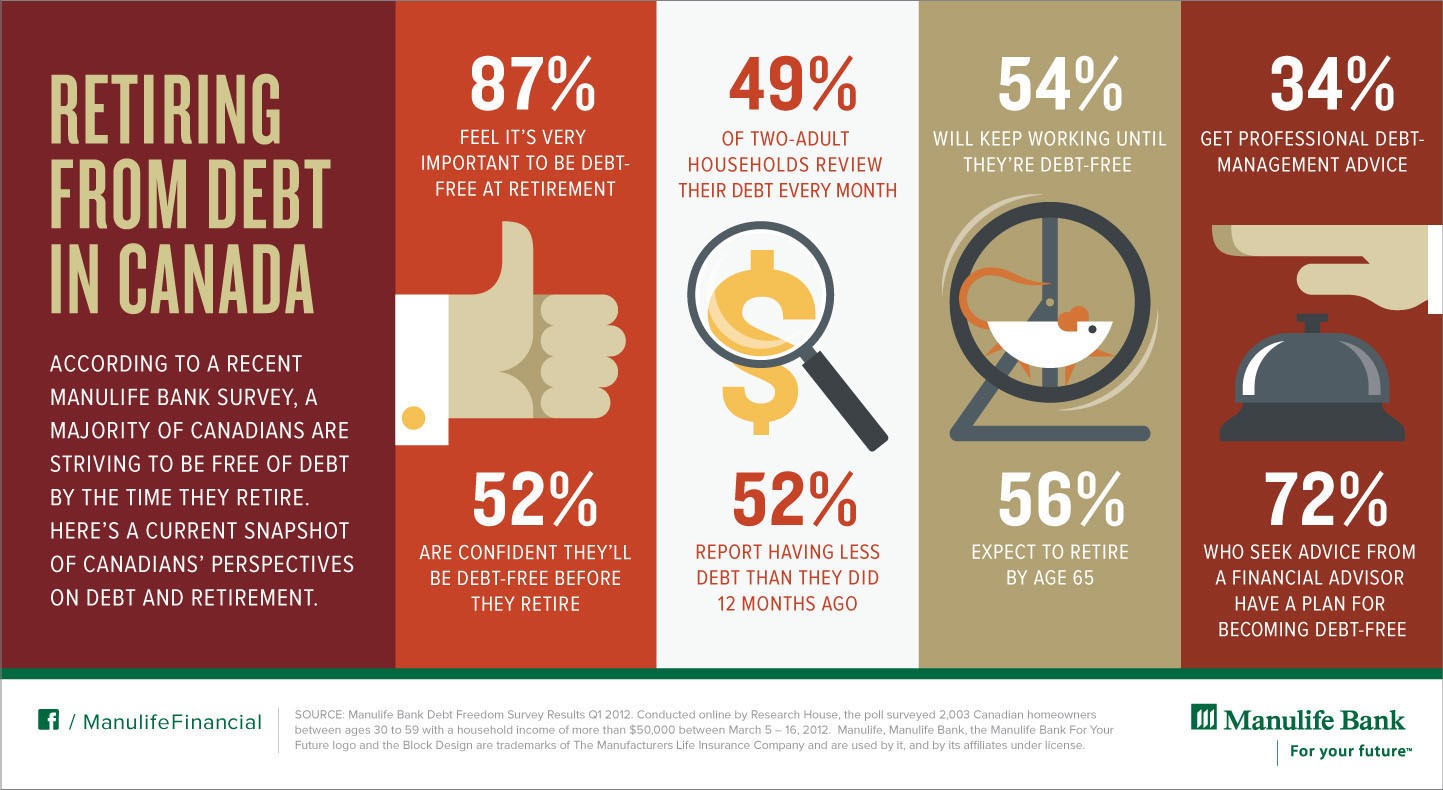 RETIRING
FROM DEBT
IN CANADA
ACCORDING TO A RECENT
MANULIFE BANK SURVEY, A
MAJORITY OF CANADIANS ARE
STRIVING TO BE FREE OF DEBT
BY THE TIME THEY RETIRE.
HERE'S A CURRENT SNAPSHOT
OF CANADIANS' PERSPECTIVES
ON DEBT AND RETIREMENT.
87%
FEEL IT'S VERY
IMPORTANT TO BE DEBT-
FREE AT RETIREMENT
52%
ARE CONFIDENT THEY'LL
BE DEBT-FREE BEFORE
THEY RETIRE
49%
OF TWO-ADULT
HOUSEHOLDS REVIEW
THEIR DEBT EVERY MONTH
$
52%
REPORT HAVING LESS
DEBT THAN THEY DID
12 MONTHS AGO
54%
WILL KEEP WORKING UNTIL
THEY'RE DEBT-FREE
56%
EXPECT TO RETIRE
BY AGE 65
34%
GET PROFESSIONAL DEBT-
MANAGEMENT ADVICE
72%
WHO SEEK ADVICE FROM
A FINANCIAL ADVISOR
HAVE A PLAN FOR
BECOMING DEBT-FREE
f / ManulifeFinancial
SOURCE: Manulife Bank Debt Freedom Survey Results Q1 2012. Conducted online by Research House, the poll surveyed 2,003 Canadian homeowners
between ages 30 to 59 with a household income of more than $50,000 between March 5 – 16, 2012. Manulife, Manulife Bank, the Manulife Bank For Your
Future logo and the Block Design are trademarks of The Manufacturers Life Insurance Company and are used by it, and by its affiliates under license.
Manulife Bank
For your future™